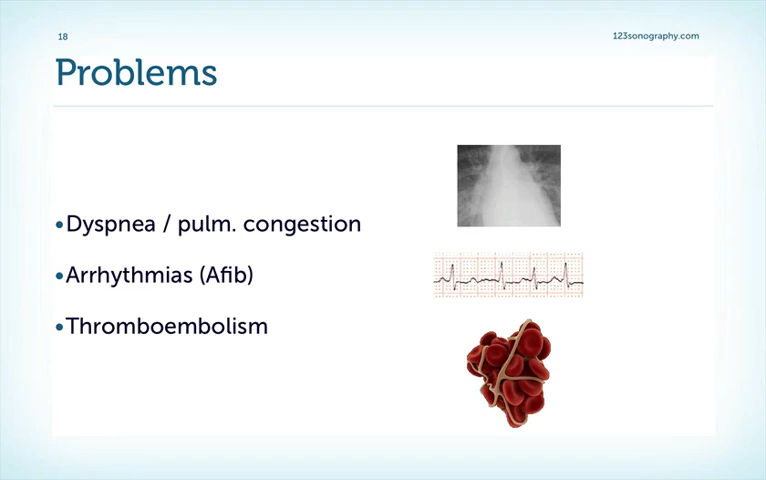 18
123sonography.com
Problems
•Dyspnea / pulm. congestion
•Arrhythmias (Afib)
•Thromboembolism